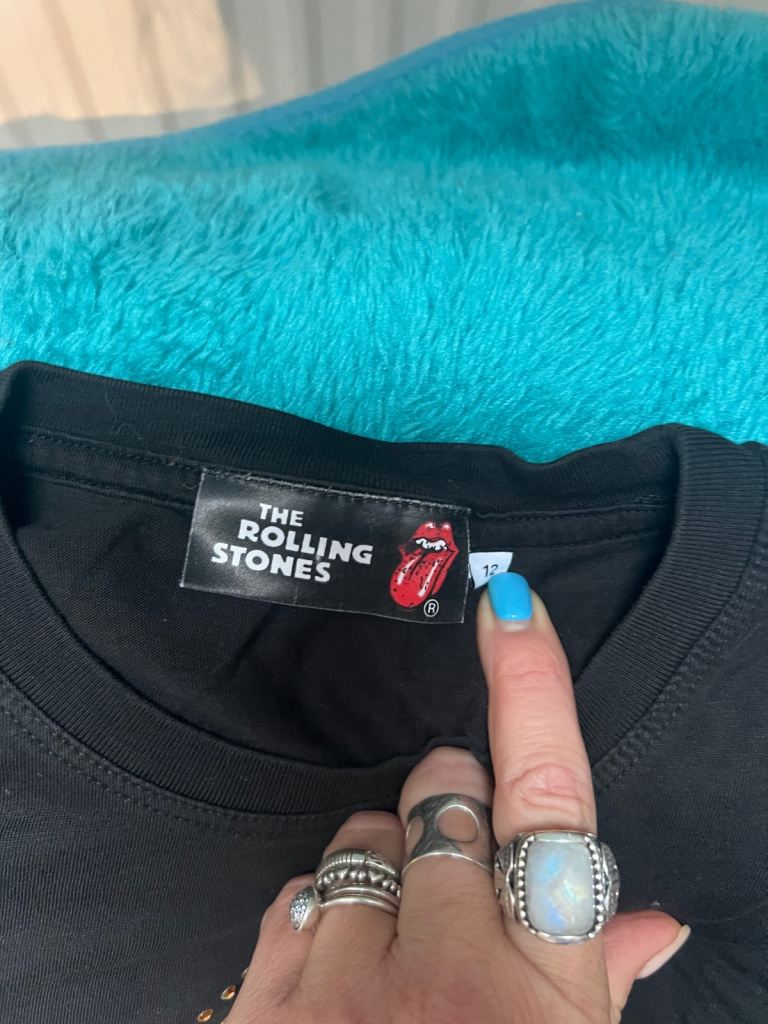 THE
ROLLING
STONES
®
12